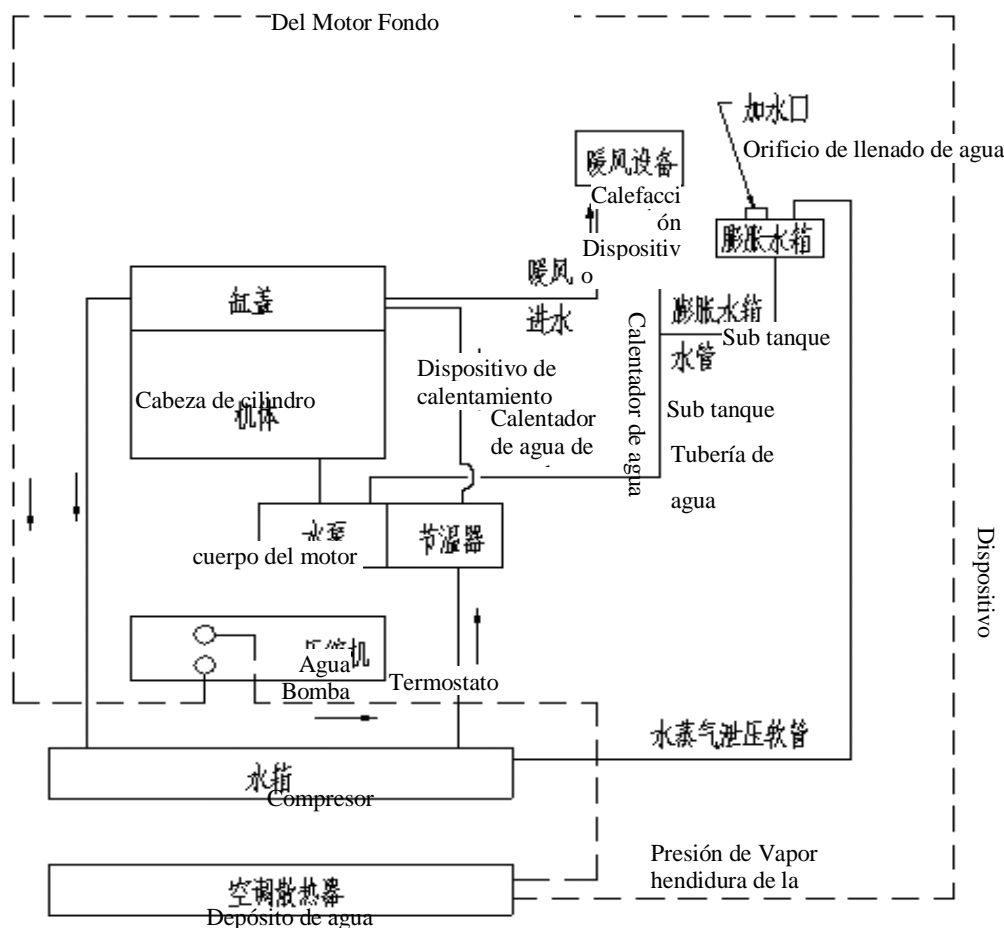 Del Motor Fondo
加水口
Orificio de llenado de agua
暖风设备
Calefacci
ón
Dispositiv
o
膨胀水箱
暖风
进水
缸盖
膨胀水箱
水管
Sub tanque
Calentador de agua
Dispositivo de
calentamiento
Cabeza de cilindro
机体
Calentador
de agua de
Sub tanque
Tubería de
agua
水泵
节温器
cuerpo del motor
Dispositivo
Agua
Bomba
Termostato
水蒸气泄压软管
水箱
Compresor
Presión de Vapor
hendidura de la
空调散热器
Depósito de agua